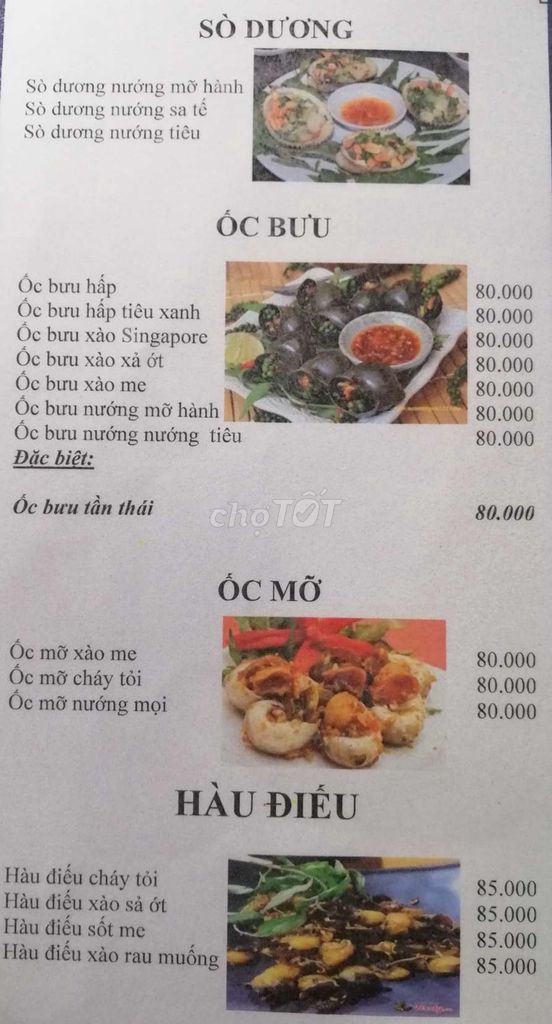 SÒ DƯƠNG
Sò dương nướng mỡ hành
Sò dương nướng sa tế
Sò dương nướng tiêu
ỐC BƯU
Ốc bưu hấp 80.000
Ốc bưu hấp tiêu xanh 80.000
Ốc bưu xào Singapore 80.000
Ốc bưu xào xả ớt 80.000
Ốc bưu xào me 80.000
Ốc bưu nướng mỡ hành 80.000
Ốc bưu nướng nướng tiêu 80.000
Đặc biệt:
Ốc bưu tần thái 80.000
chợTỐT
ỐC MỠ
Ốc mỡ xào me 80.000
Ốc mỡ cháy tỏi 80.000
Ốc mỡ nướng mọi 80.000
HÀU ĐIẾU
Hàu điếu cháy tỏi 85.000
Hàu điếu xào sả ớt 85.000
Hàu điếu sốt me 85.000
Hàu điếu xào rau muống 85.000